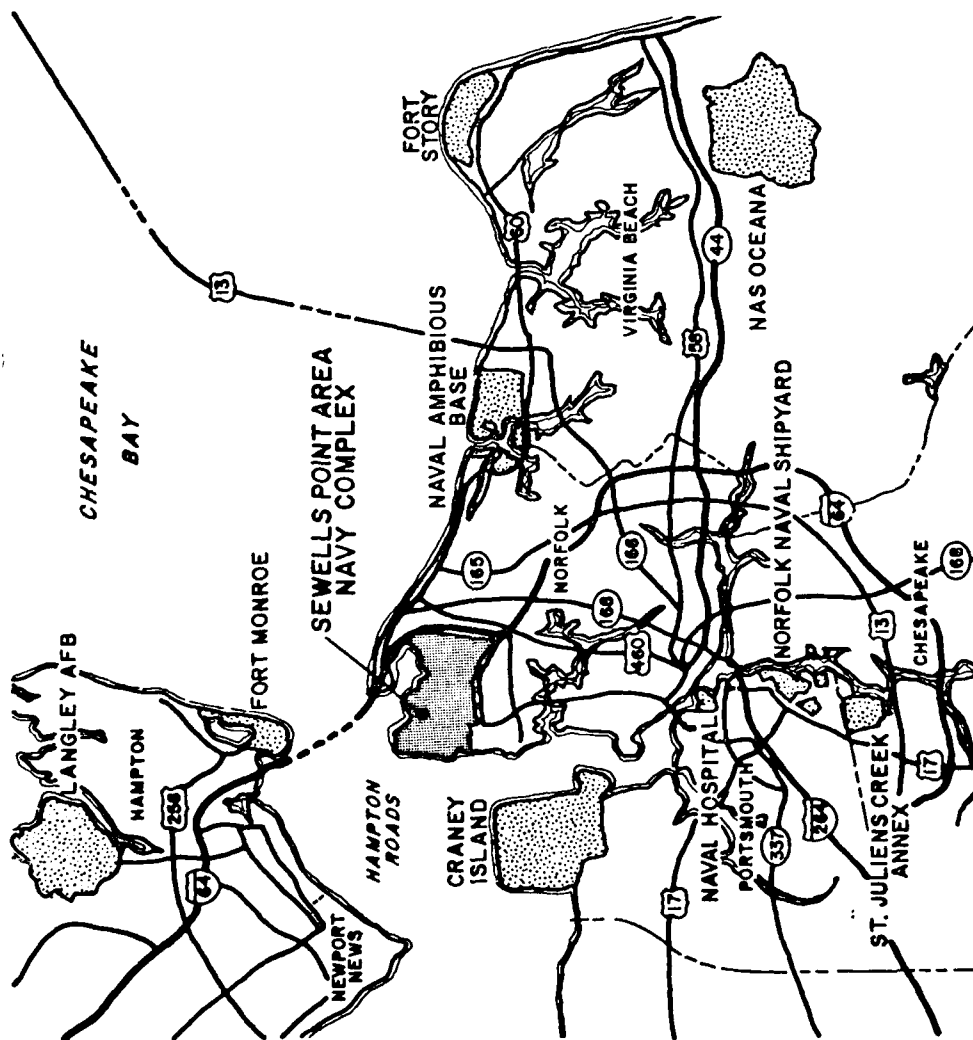 LANGLEY AFB
CHESAPEAKE
BAY
HAMPTON
258
64
13
FORT MONROE
SEWELLS POINT AREA
NAVY COMPLEX
NEWPORT
NEWS
HAMPTON
ROADS
FORT
STORY
NAVAL AMPHIBIOUS
BASE
CRANEY
ISLAND
165
60
NORFOLK
168
VIRGINIA BEACH
166
460
17
58
NAVAL HOSPITAL
44
PORTSMOUTH
NAS OCEANA
337
NORFOLK NAVAL SHIPYARD
264
64
ST. JULIENS CREEK
ANNEX
13
CHESAPEAKE
17
168